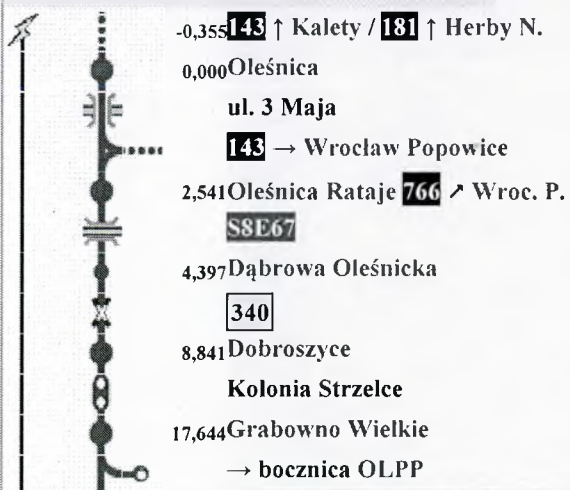 -0,355 143 ↑ Kalety / 181 ↑ Herby N.
0,000 Oleśnica
ul. 3 Maja
143 → Wrocław Popowice
2,541 Oleśnica Rataje 766 ↗ Wroc. P.
S8E67
4,397 Dąbrowa Oleśnicka
340
8,841 Dobroszyce
Kolonia Strzelce
17,644 Grabowno Wielkie
→ bocznica OLPP